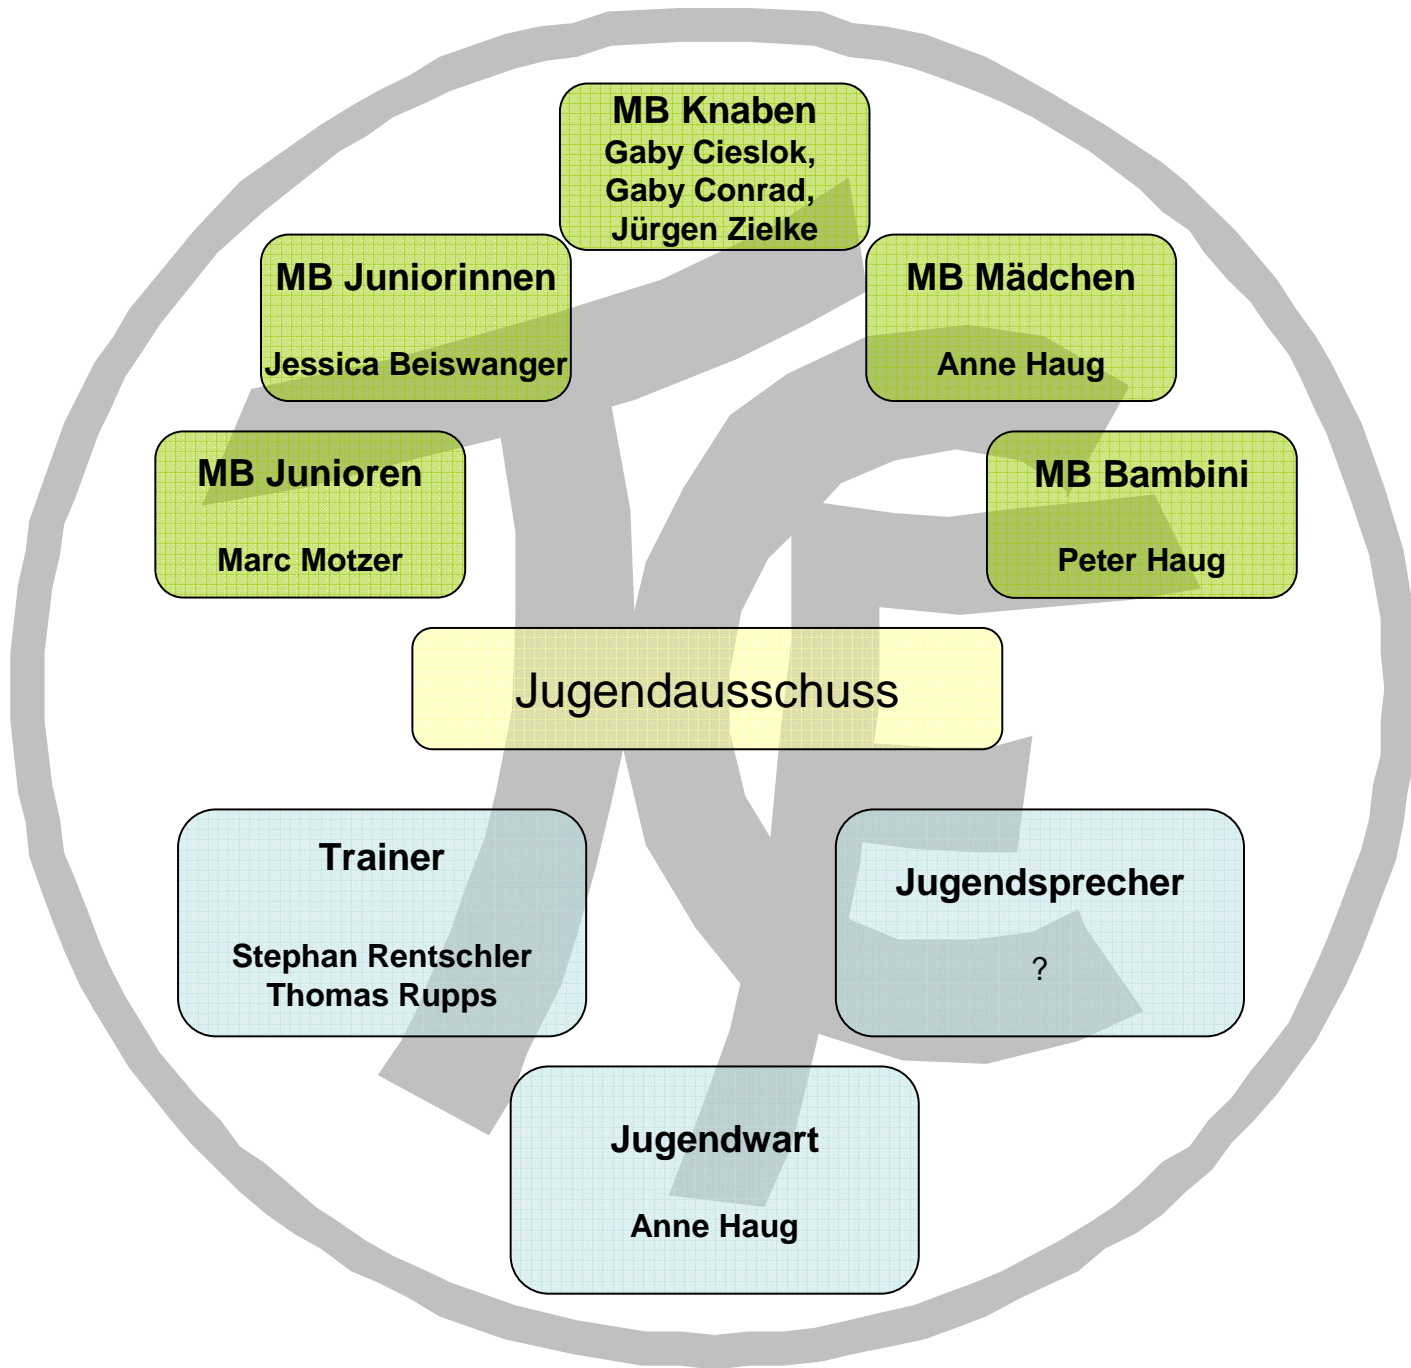 MB Knaben
Gaby Cieslok,
Gaby Conrad,
Jürgen Zielke
MB Juniorinnen
Jessica Beiswanger
MB Mädchen
Anne Haug
MB Junioren
Marc Motzer
MB Bambini
Peter Haug
Jugendausschuss
Trainer
Stephan Rentschler
Thomas Rupps
Jugendsprecher
?
Jugendwart
Anne Haug